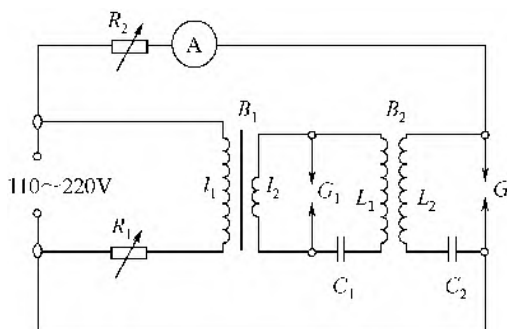 R₂
A
B₁
B₂
110~220V
l₁
l₂
G₁
L₁
L₂
G
R₁
C₁
C₂